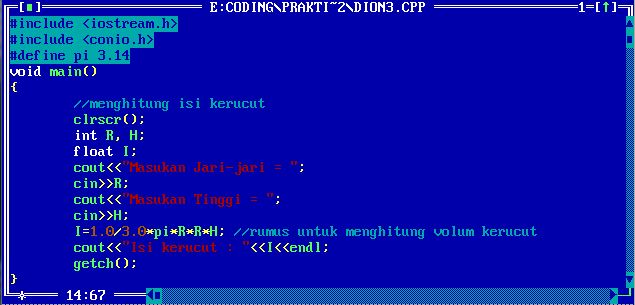 [■] E:CODING\PRAKTI~2\DION3.CPP 1=[↑]
#include <iostream.h>
#include <conio.h>
#define pi 3.14
void main()
{
        //menghitung isi kerucut
        clrscr();
        int R, H;
        float I;
        cout<<"Masukan Jari-jari = ";
        cin>>R;
        cout<<"Masukan Tinggi = ";
        cin>>H;
        I=1.0/3.0*pi*R*R*H; //rumus untuk menghitung volum kerucut
        cout<<"Isi kerucut : "<<I<<endl;
        getch();
}
14:67